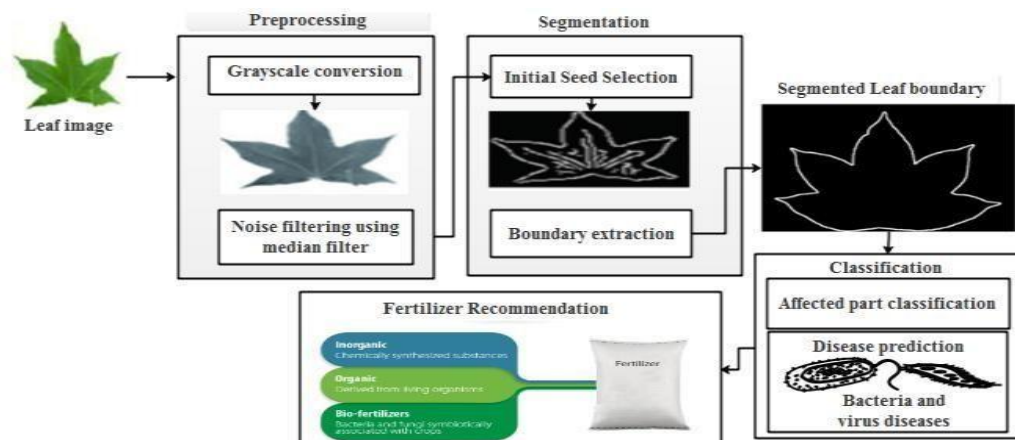 Preprocessing
Segmentation
Leaf image
Grayscale conversion
Noise filtering using
median filter
Initial Seed Selection
Boundary extraction
Segmented Leaf boundary
Classification
Affected part classification
Disease prediction
Bacteria and
virus diseases
Fertilizer Recommendation
Inorganic
Chemically synthesized substances
Organic
Derived from living organisms
Bio-fertilizers
Bacteria and fungi symbiotically
associated with crops
Fertilizer